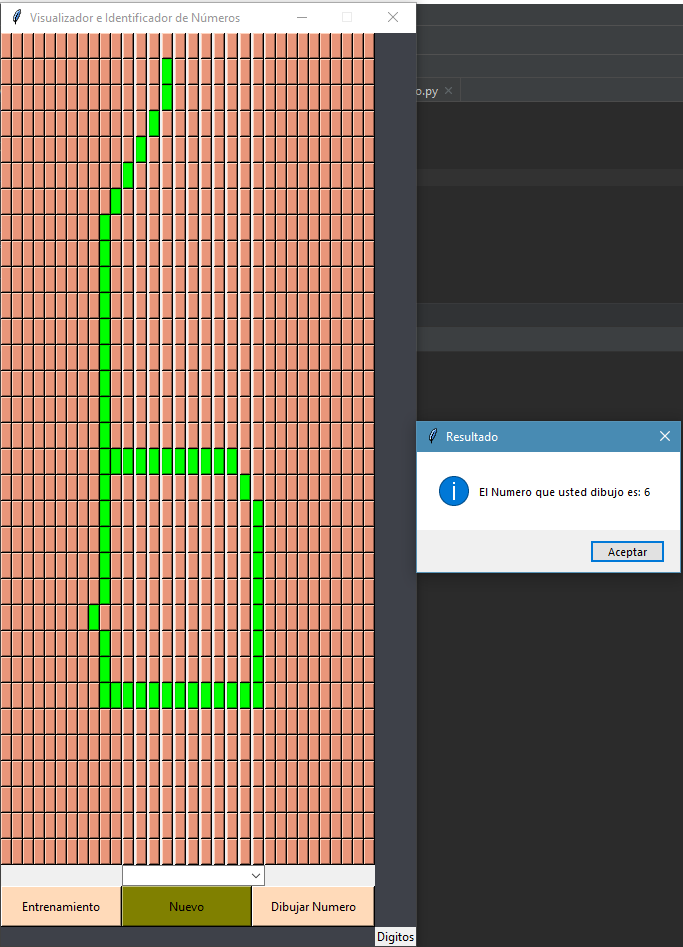 Visualizador e Identificador de Números
o.py
Resultado
El Numero que usted dibujo es: 6
Aceptar
Entrenamiento
Nuevo
Dibujar Numero
Digitos